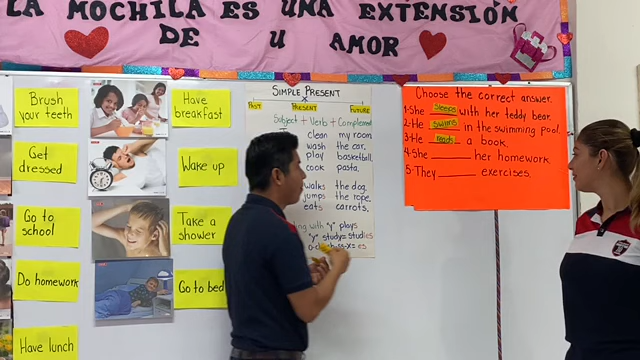 LA MOCHILA ES UNA EXTENSIÓN
DE U AMOR
Brush
your teeth
Get
dressed
Go to
school
Do homework
Have lunch
Have
breakfast
Wake up
Take a
shower
Go to bed
SIMPLE PRESENT
PAST PRESENT FUTURE
Subject + Verb + Complement
clean my room
wash the car.
play basketball.
cook pasta.
walks the dog.
jumps the rope.
eats carrots.
with "y" plays
"y" study= studies
es
Choose the correct answer.
1-She sleeps with her teddy bear.
2-He swims in the swimming pool.
3-He reads a book.
4-She ______ her homework
5-They ______ exercises.